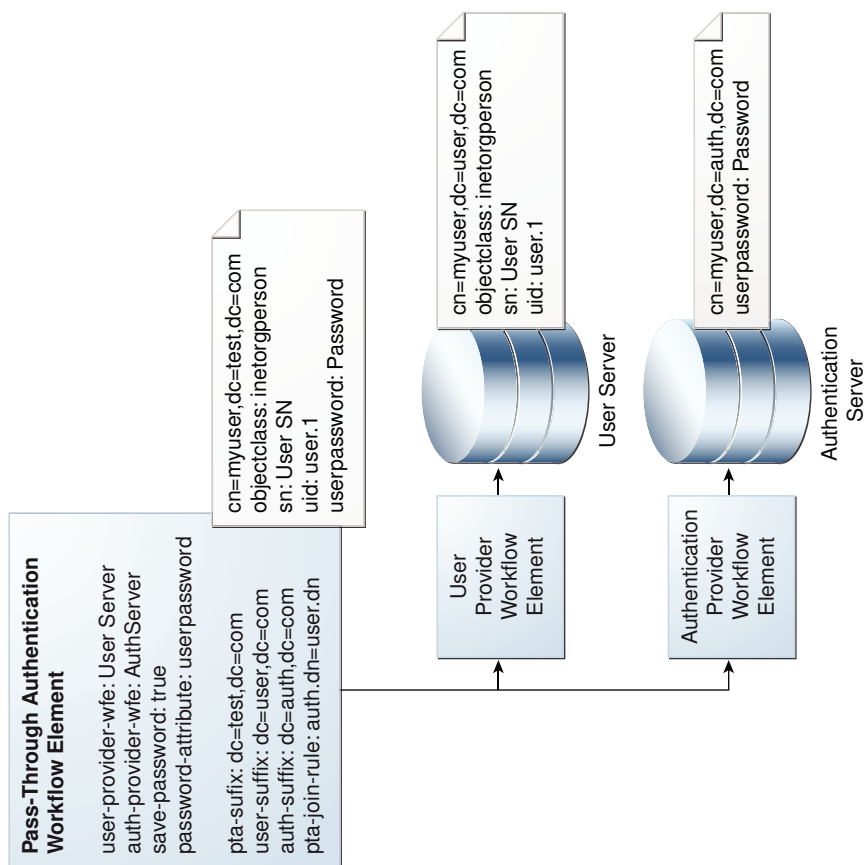 Pass-Through Authentication
Workflow Element
user-provider-wfe: User Server
auth-provider-wfe: AuthServer
save-password: true
password-attribute: userpassword
pta-sufix: dc=test,dc=com
user-suffix: dc=user,dc=com
auth-suffix: dc=auth,dc=com
pta-join-rule: auth.dn=user.dn
cn=myuser,dc=test,dc=com
objectclass: inetorgperson
sn: User SN
uid: user.1
userpassword: Password
User
Provider
Workflow
Element
User Server
cn=myuser,dc=user,dc=com
objectclass: inetorgperson
sn: User SN
uid: user.1
Authentication
Provider
Workflow
Element
Authentication
Server
cn=myuser,dc=auth,dc=com
userpassword: Password